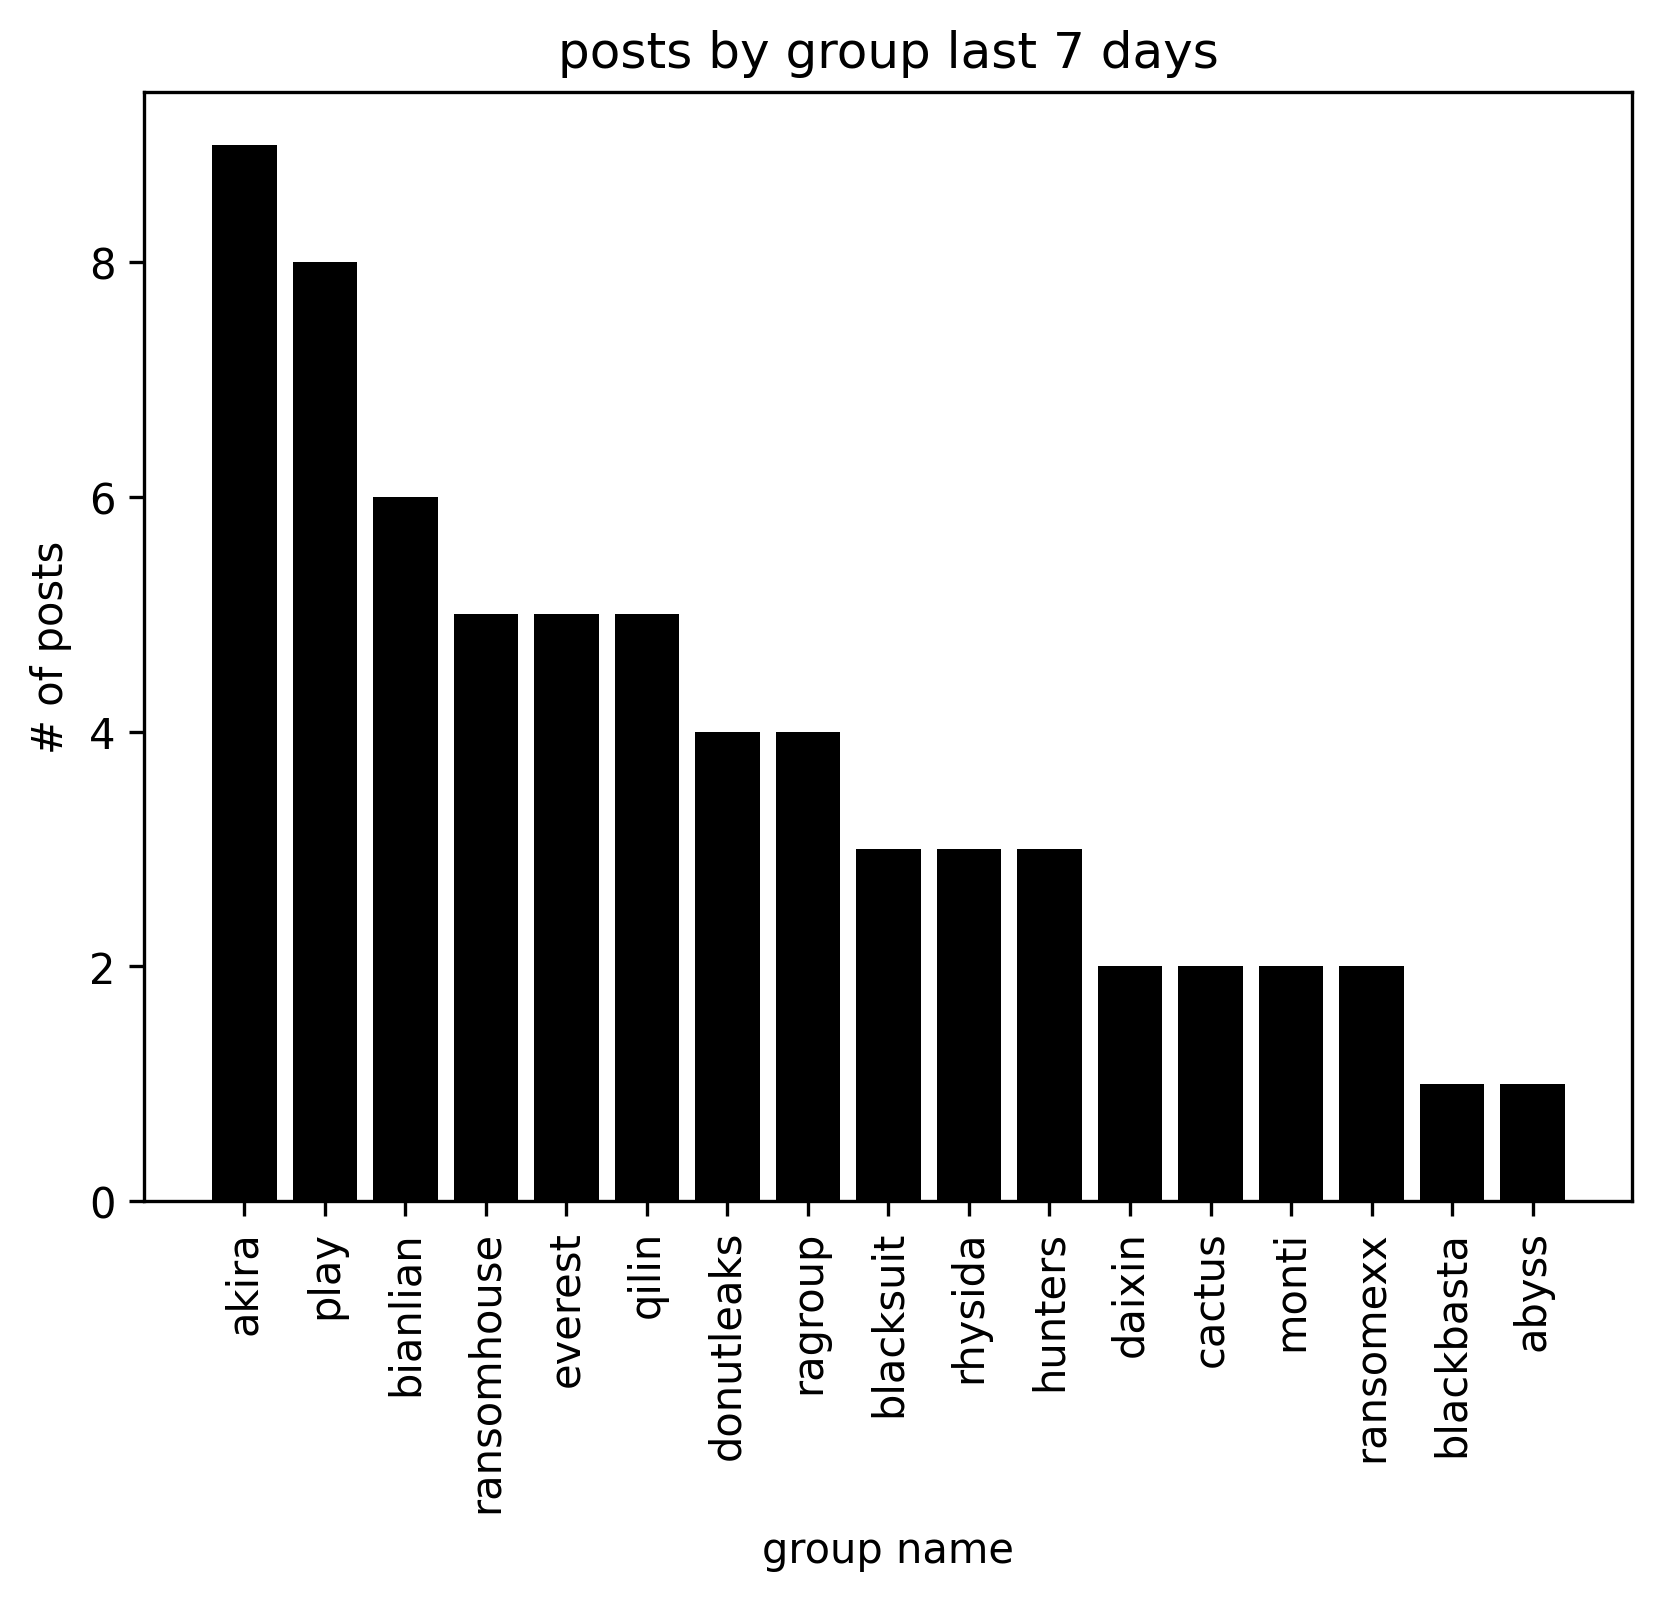 posts by group last 7 days
# of posts
8
6
4
2
0
akira
play
bianlian
ransomhouse
everest
qilin
donutleaks
ragroup
blacksuit
rhysida
hunters
daixin
cactus
monti
ransomexx
blackbasta
abyss
group name